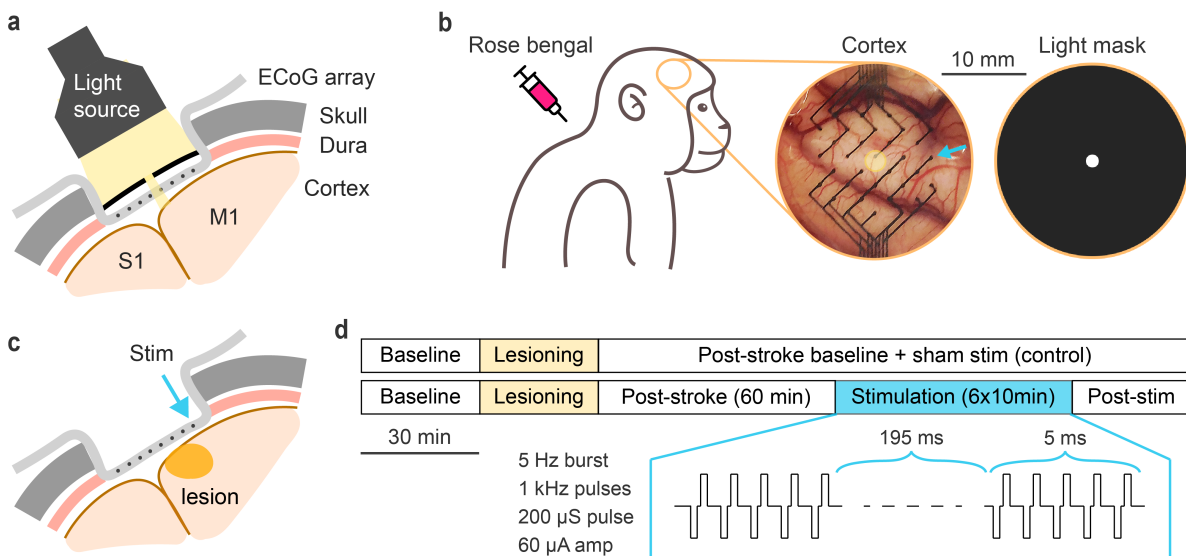 a
Light
source
ECoG array
Skull
Dura
Cortex
M1
S1
b
Rose bengal
Cortex
10 mm
Light mask
c
Stim
lesion
d
Baseline
Lesioning
Post-stroke baseline + sham stim (control)
Baseline
Lesioning
Post-stroke (60 min)
Stimulation (6x10min)
Post-stim
30 min
195 ms
5 ms
5 Hz burst
1 kHz pulses
200 µS pulse
60 µA amp